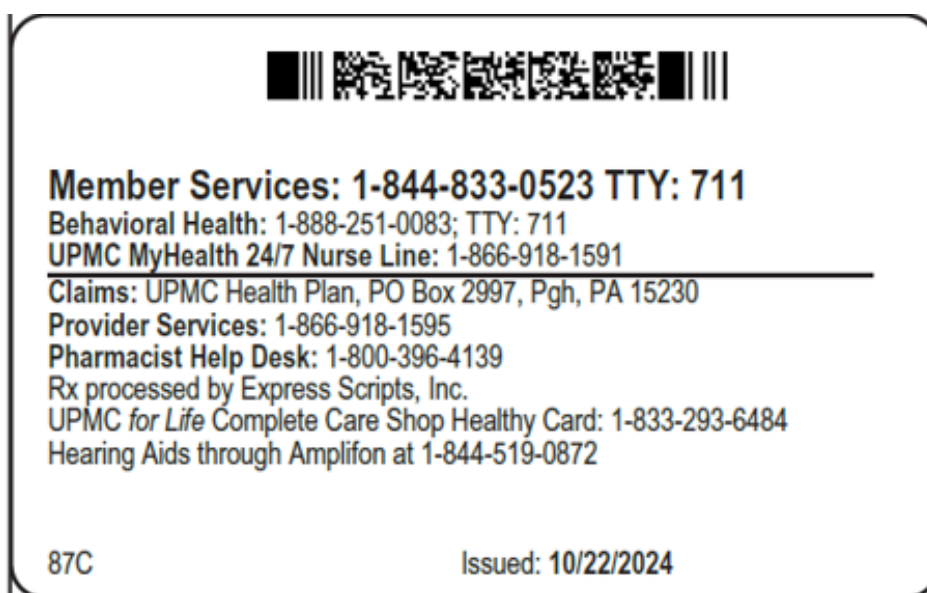 Member Services: 1-844-833-0523 TTY: 711
Behavioral Health: 1-888-251-0083; TTY: 711
UPMC MyHealth 24/7 Nurse Line: 1-866-918-1591
Claims: UPMC Health Plan, PO Box 2997, Pgh, PA 15230
Provider Services: 1-866-918-1595
Pharmacist Help Desk: 1-800-396-4139
Rx processed by Express Scripts, Inc.
UPMC for Life Complete Care Shop Healthy Card: 1-833-293-6484
Hearing Aids through Amplifon at 1-844-519-0872
87C Issued: 10/22/2024